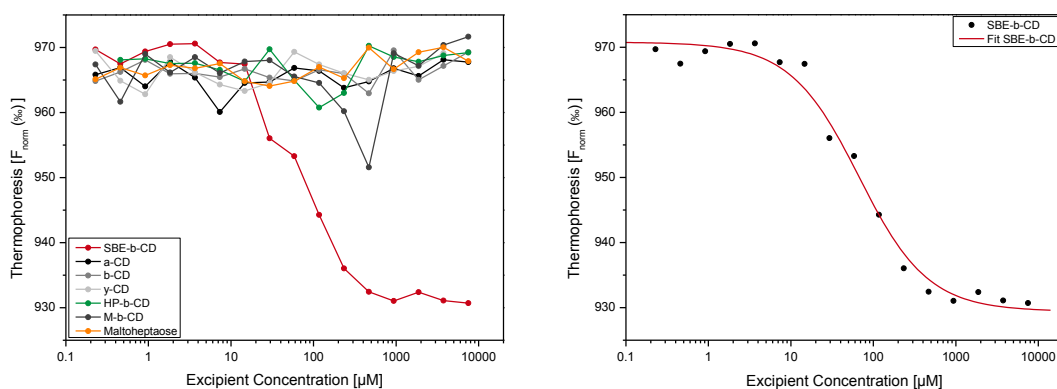 970
960
950
940
930
0.1
1
10
100
1000
10000
Thermophoresis [Fnorm (‰)]
Excipient Concentration [µM]
SBE-b-CD
a-CD
b-CD
y-CD
HP-b-CD
M-b-CD
Maltoheptaose
970
960
950
940
930
0.1
1
10
100
1000
10000
Thermophoresis [Fnorm (‰)]
Excipient Concentration [µM]
SBE-b-CD
Fit SBE-b-CD